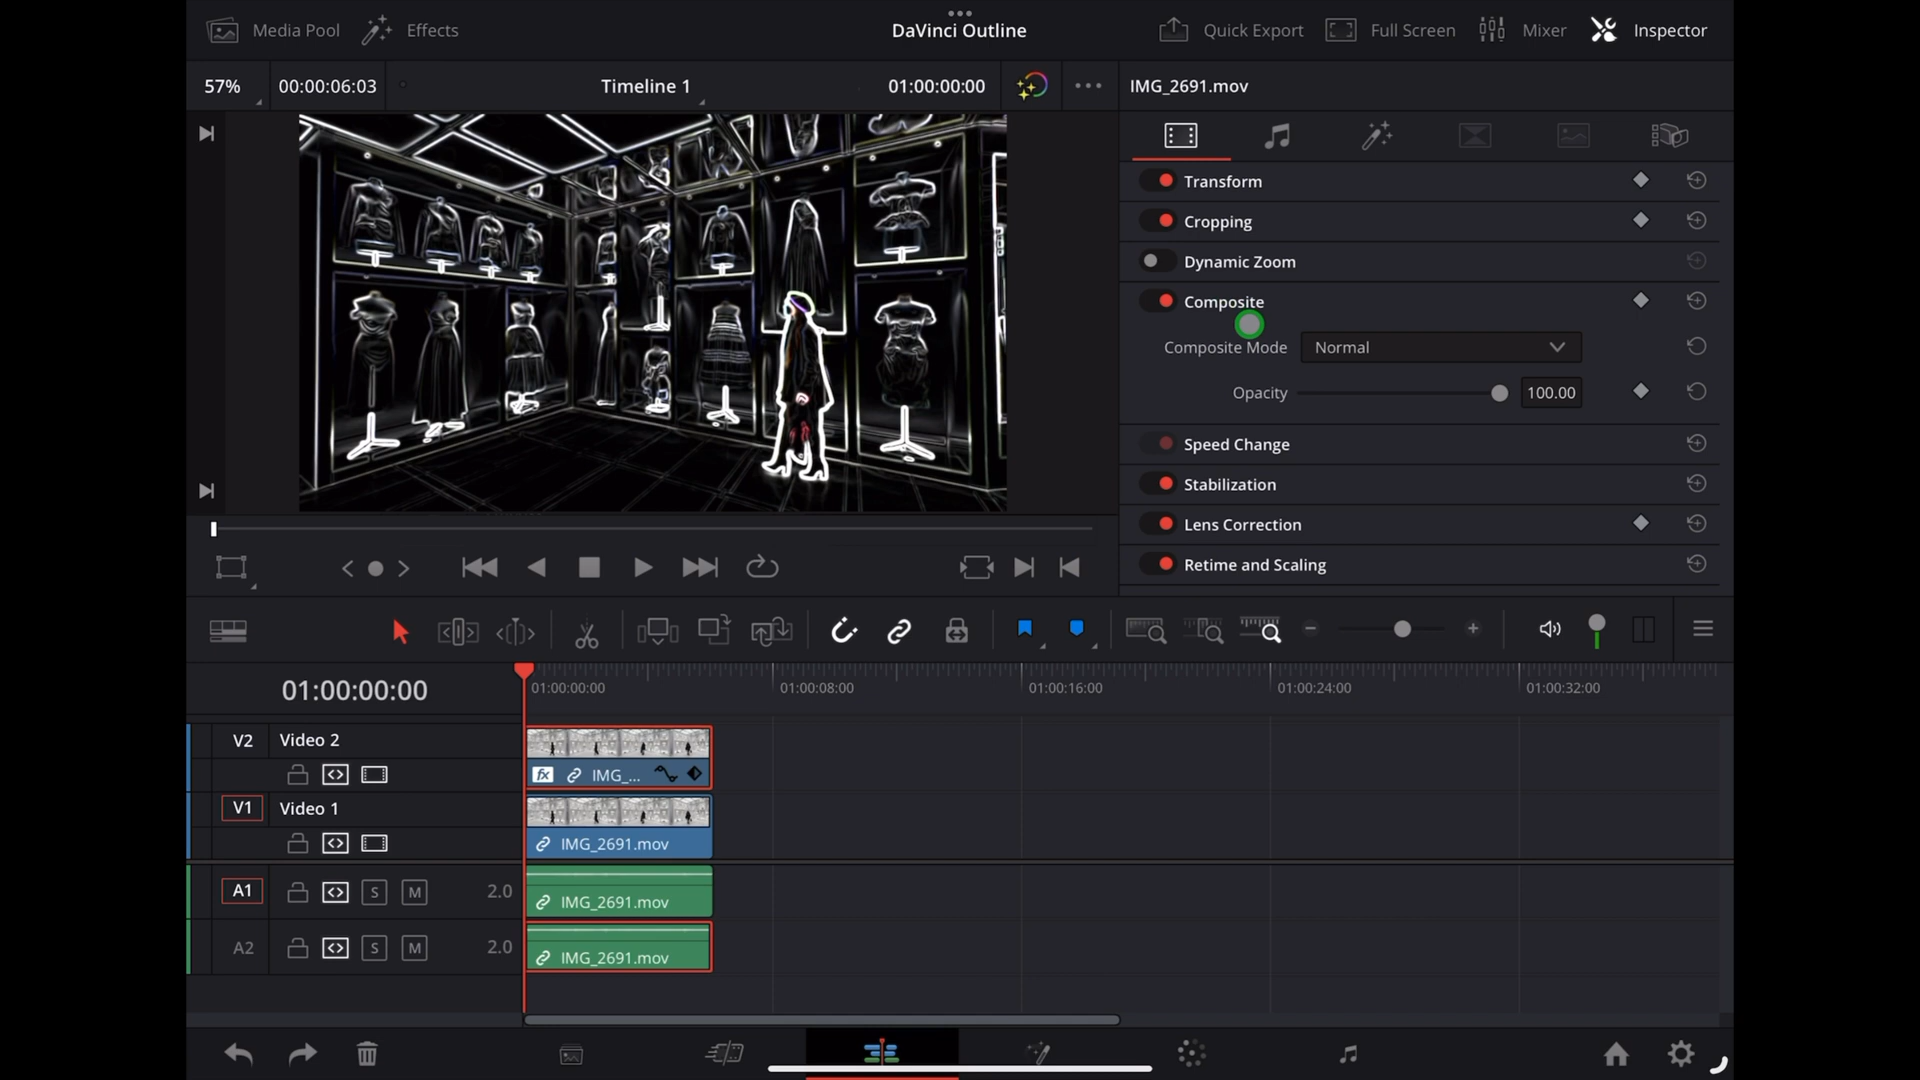 Media Pool
Effects
DaVinci Outline
Quick Export
Full Screen
Mixer
Inspector
57%
00:00:06:03
Timeline 1
01:00:00:00
IMG_2691.mov
Transform
Cropping
Dynamic Zoom
Composite
Composite Mode
Normal
Opacity
100.00
Speed Change
Stabilization
Lens Correction
Retime and Scaling
01:00:00:00
01:00:00:00
01:00:08:00
01:00:16:00
01:00:24:00
01:00:32:00
V2
Video 2
fx
IMG_...
V1
Video 1
IMG_2691.mov
A1
S
M
2.0
IMG_2691.mov
A2
S
M
2.0
IMG_2691.mov